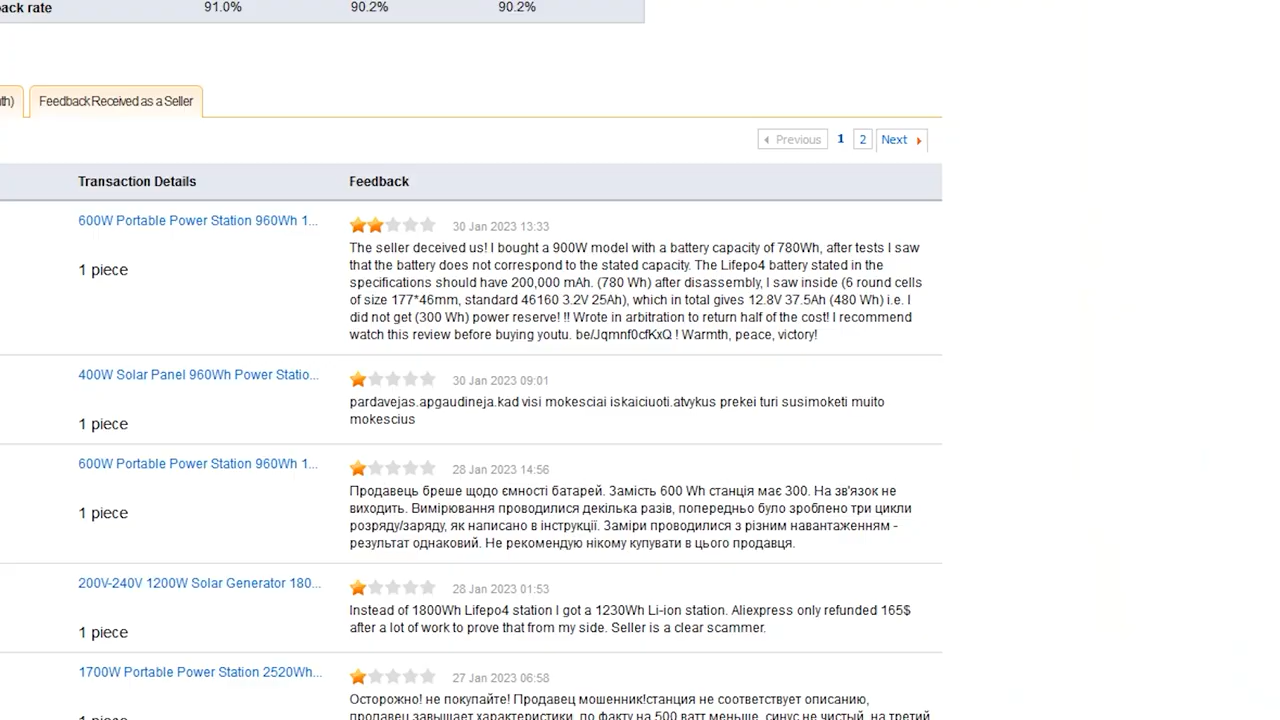 back rate 91.0% 90.2% 90.2%
Feedback Received as a Seller
Previous 1 2 Next
Transaction Details Feedback
600W Portable Power Station 960Wh 1... 30 Jan 2023 13:33
The seller deceived us! I bought a 900W model with a battery capacity of 780Wh, after tests I saw
that the battery does not correspond to the stated capacity. The Lifepo4 battery stated in the
1 piece
specifications should have 200,000 mAh. (780 Wh) after disassembly, I saw inside (6 round cells
of size 177*46mm, standard 46160 3.2V 25Ah), which in total gives 12.8V 37.5Ah (480 Wh) i.e. I
did not get (300 Wh) power reserve! !! Wrote in arbitration to return half of the cost! I recommend
watch this review before buying youtu. be/Jqmnf0cfKxQ ! Warmth, peace, victory!
400W Solar Panel 960Wh Power Statio... 30 Jan 2023 09:01
pardavejas.apgaudineja.kad visi mokesciai iskaiciuoti.atvykus prekei turi susimoketi muito
1 piece
mokescius
600W Portable Power Station 960Wh 1... 28 Jan 2023 14:56
Продавець бреше щодо ємності батарей. Замість 600 Wh станція має 300. На зв'язок не
1 piece
виходить. Вимірювання проводилися декілька разів, попередньо було зроблено три цикли
розряду/заряду, як написано в інструкції. Заміри проводилися з різним навантаженням -
результат однаковий. Не рекомендую нікому купувати в цього продавця.
200V-240V 1200W Solar Generator 180... 28 Jan 2023 01:53
Instead of 1800Wh Lifepo4 station I got a 1230Wh Li-ion station. Aliexpress only refunded 165$
1 piece
after a lot of work to prove that from my side. Seller is a clear scammer.
1700W Portable Power Station 2520Wh... 27 Jan 2023 06:58
Осторожно! не покупайте! Продавец мошенник!станция не соответствует описанию,
продавец завышает характеристики, по факту на 500 ватт меньше, синус не чистый, на третий